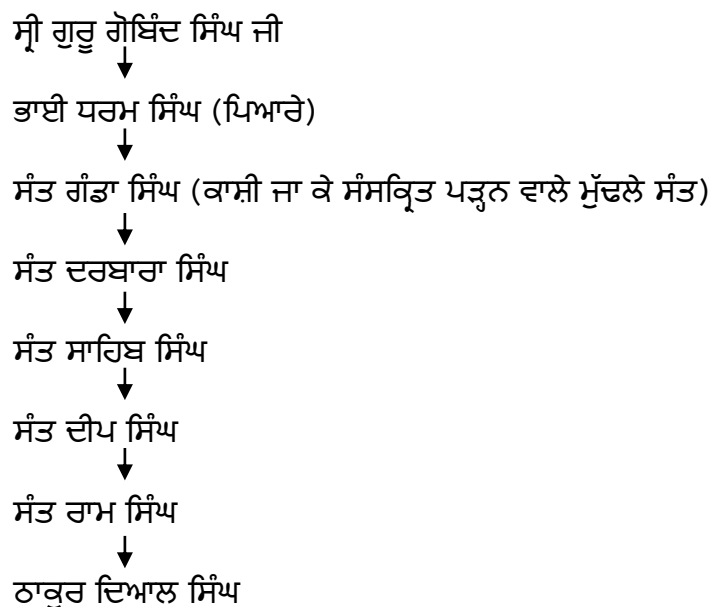 ਸ੍ਰੀ ਗੁਰੂ ਗੋਬਿੰਦ ਸਿੰਘ ਜੀ
ਭਾਈ ਧਰਮ ਸਿੰਘ (ਪਿਆਰੇ)
ਸੰਤ ਗੰਡਾ ਸਿੰਘ (ਕਾਸ਼ੀ ਜਾ ਕੇ ਸੰਸਕ੍ਰਿਤ ਪੜ੍ਹਨ ਵਾਲੇ ਮੁੱਢਲੇ ਸੰਤ)
ਸੰਤ ਦਰਬਾਰਾ ਸਿੰਘ
ਸੰਤ ਸਾਹਿਬ ਸਿੰਘ
ਸੰਤ ਦੀਪ ਸਿੰਘ
ਸੰਤ ਰਾਮ ਸਿੰਘ
ਠਾਕੁਰ ਦਿਆਲ ਸਿੰਘ